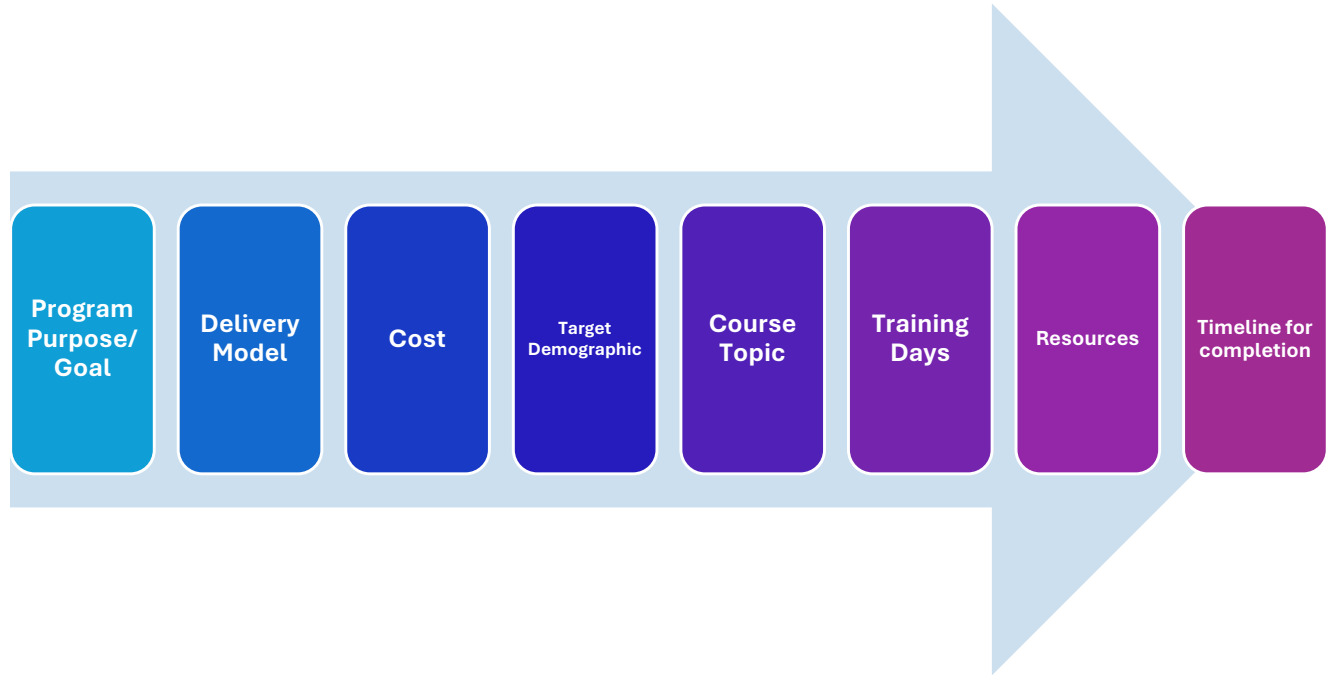 Program
Purpose/
Goal
Delivery
Model
Cost
Target
Demographic
Course
Topic
Training
Days
Resources
Timeline for
completion